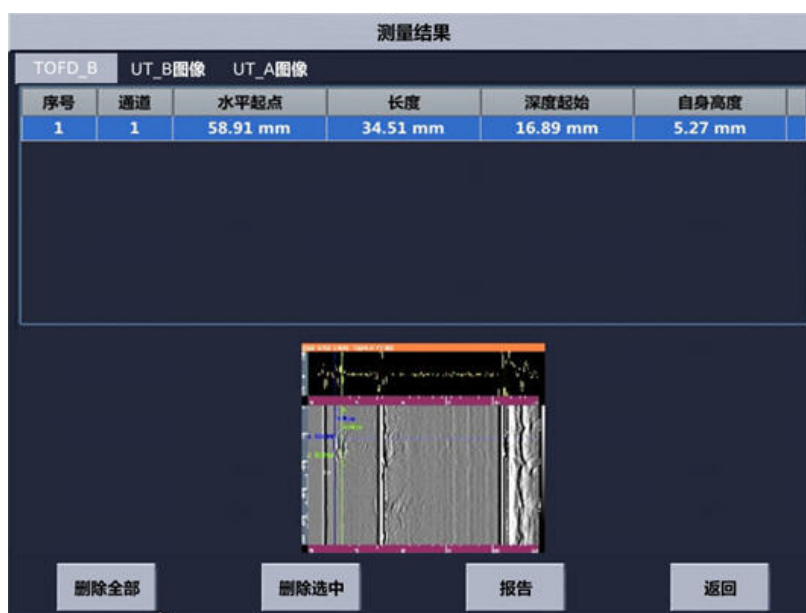 测量结果
TOFD_B UT_B图像 UT_A图像
序号 通道 水平起点 长度 深度起始 自身高度
1 1 58.91 mm 34.51 mm 16.89 mm 5.27 mm
删除全部 删除选中 报告 返回